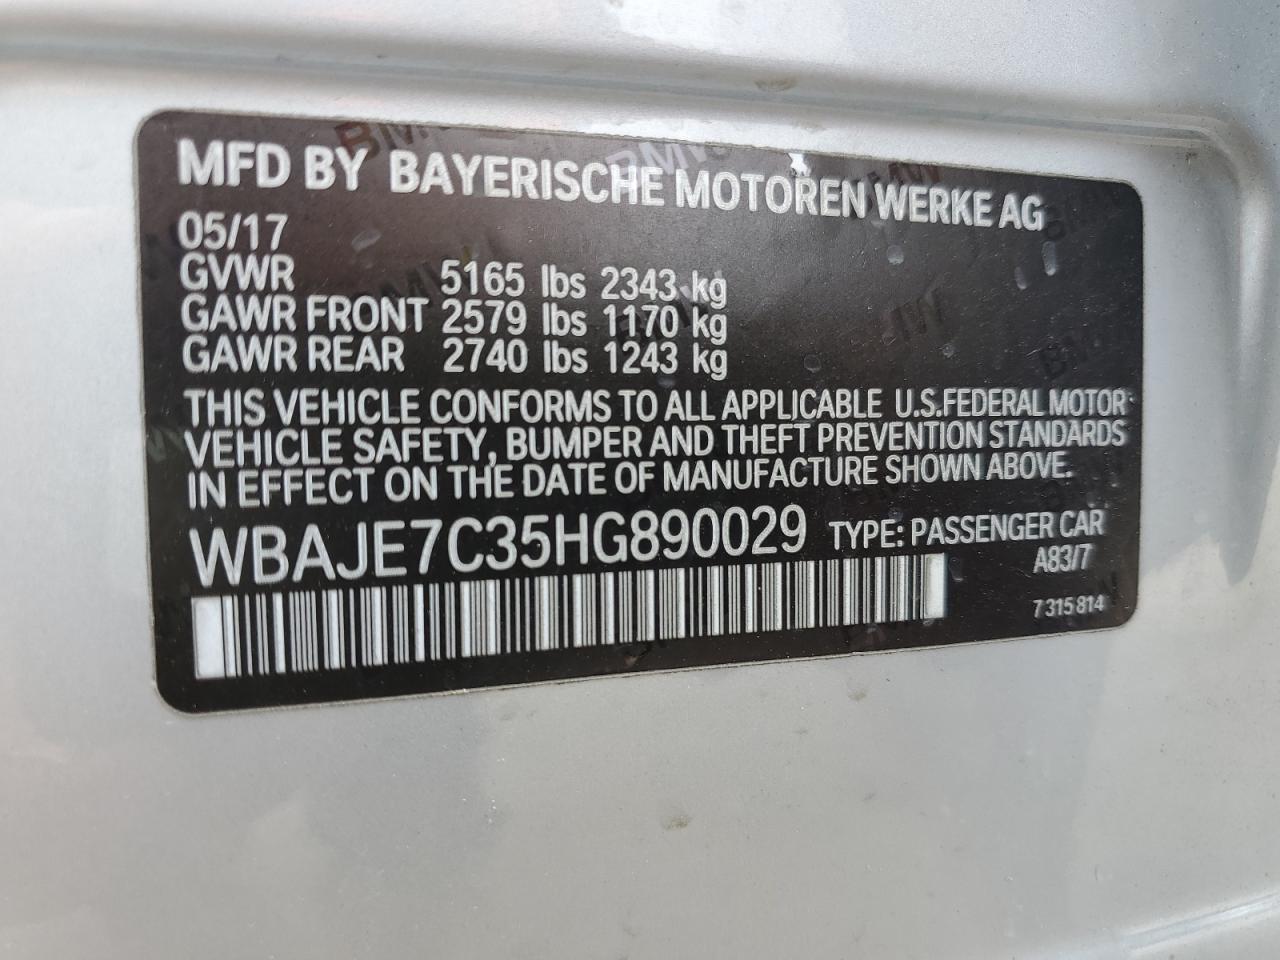 MFD BY BAYERISCHE MOTOREN WERKE AG
05/17
GVWR 5165 lbs 2343 kg
GAWR FRONT 2579 lbs 1170 kg
GAWR REAR 2740 lbs 1243 kg
THIS VEHICLE CONFORMS TO ALL APPLICABLE U.S.FEDERAL MOTOR
VEHICLE SAFETY, BUMPER AND THEFT PREVENTION STANDARDS
IN EFFECT ON THE DATE OF MANUFACTURE SHOWN ABOVE.
WBAJE7C35HG890029 TYPE: PASSENGER CAR
A83/7
7 315 814